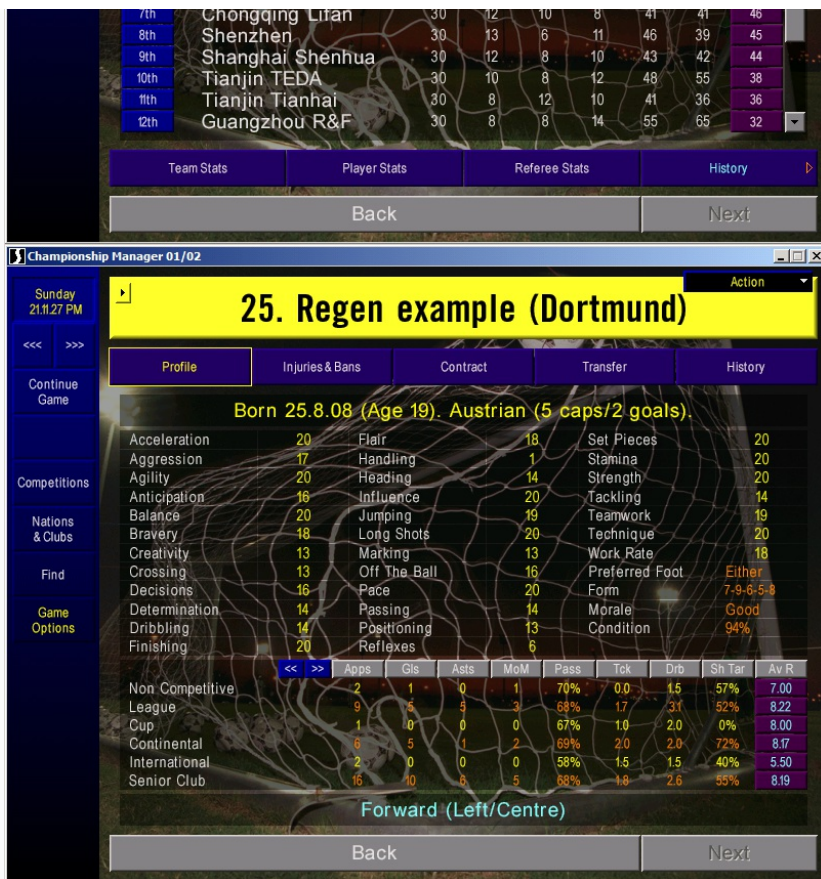 7th Chongqing Lifan 30 12 10 8 41 41 46
8th Shenzhen 30 13 6 11 46 39 45
9th Shanghai Shenhua 30 12 8 10 43 42 44
10th Tianjin TEDA 30 10 8 12 48 55 38
11th Tianjin Tianhai 30 8 12 10 41 36 36
12th Guangzhou R&F 30 8 8 14 55 65 32
Team Stats Player Stats Referee Stats History
Back Next
Championship Manager 01/02
Action
Sunday
21.11.27 PM
25. Regen example (Dortmund)
<<< >>>
Profile Injuries & Bans Contract Transfer History
Continue
Game
Competitions
Nations
& Clubs
Find
Game
Options
Born 25.8.08 (Age 19). Austrian (5 caps/2 goals).
Acceleration 20 Flair 18 Set Pieces 20
Aggression 17 Handling 1 Stamina 20
Agility 20 Heading 14 Strength 20
Anticipation 16 Influence 20 Tackling 14
Balance 20 Jumping 19 Teamwork 19
Bravery 18 Long Shots 20 Technique 20
Creativity 13 Marking 13 Work Rate 18
Crossing 13 Off The Ball 16 Preferred Foot Either
Decisions 16 Pace 20 Form 7-9-6-5-8
Determination 14 Passing 14 Morale Good
Dribbling 14 Positioning 13 Condition 94%
Finishing 20 Reflexes 6
<< >> Apps Gls Asts MoM Pass Tck Drb Sh Tar Av R
Non Competitive 2 1 0 1 70% 0.0 1.5 57% 7.00
League 9 5 5 3 68% 1.7 3.1 52% 8.22
Cup 1 0 0 0 67% 1.0 2.0 0% 8.00
Continental 6 5 1 2 69% 2.0 2.0 72% 8.17
International 2 0 0 0 58% 1.5 1.5 40% 5.50
Senior Club 16 10 6 5 68% 1.8 2.6 55% 8.19
Forward (Left/Centre)
Back Next